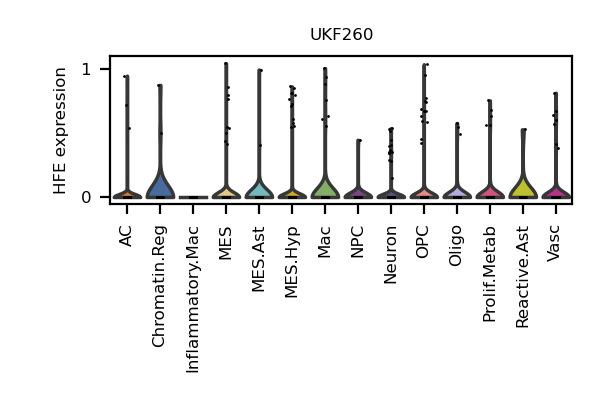 UKF260
HFE expression
1
0
AC
Chromatin.Reg
Inflammatory.Mac
MES
MES.Ast
MES.Hyp
Mac
NPC
Neuron
OPC
Oligo
Prolif.Metab
Reactive.Ast
Vasc